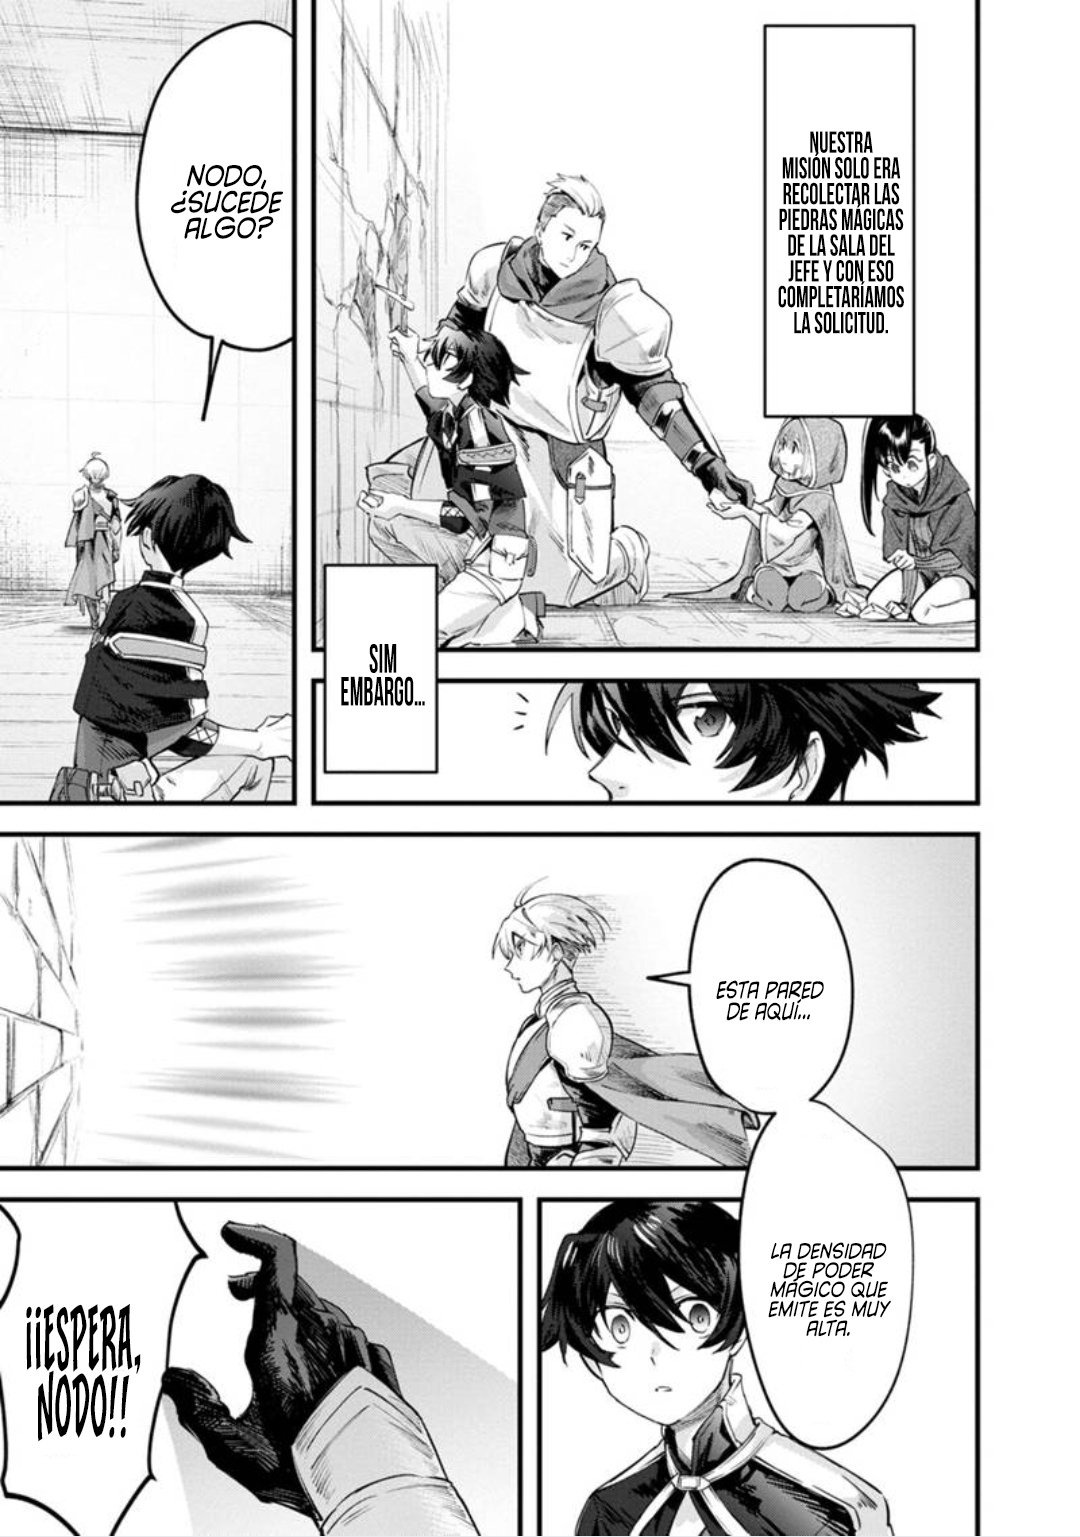 NUESTRA
MISIÓN SOLO ERA
RECOLECTAR LAS
PIEDRAS MÁGICAS
DE LA SALA DEL
JEFE Y CON ESO
COMPLETARÍAMOS
LA SOLICITUD.
SIM
EMBARGO...
NODO,
¿SUCEDE
ALGO?
ESTA PARED
DE AQUÍ...
LA DENSIDAD
DE PODER
MÁGICO QUE
EMITE ES MUY
ALTA.
¡¡ESPERA,
NODO!!